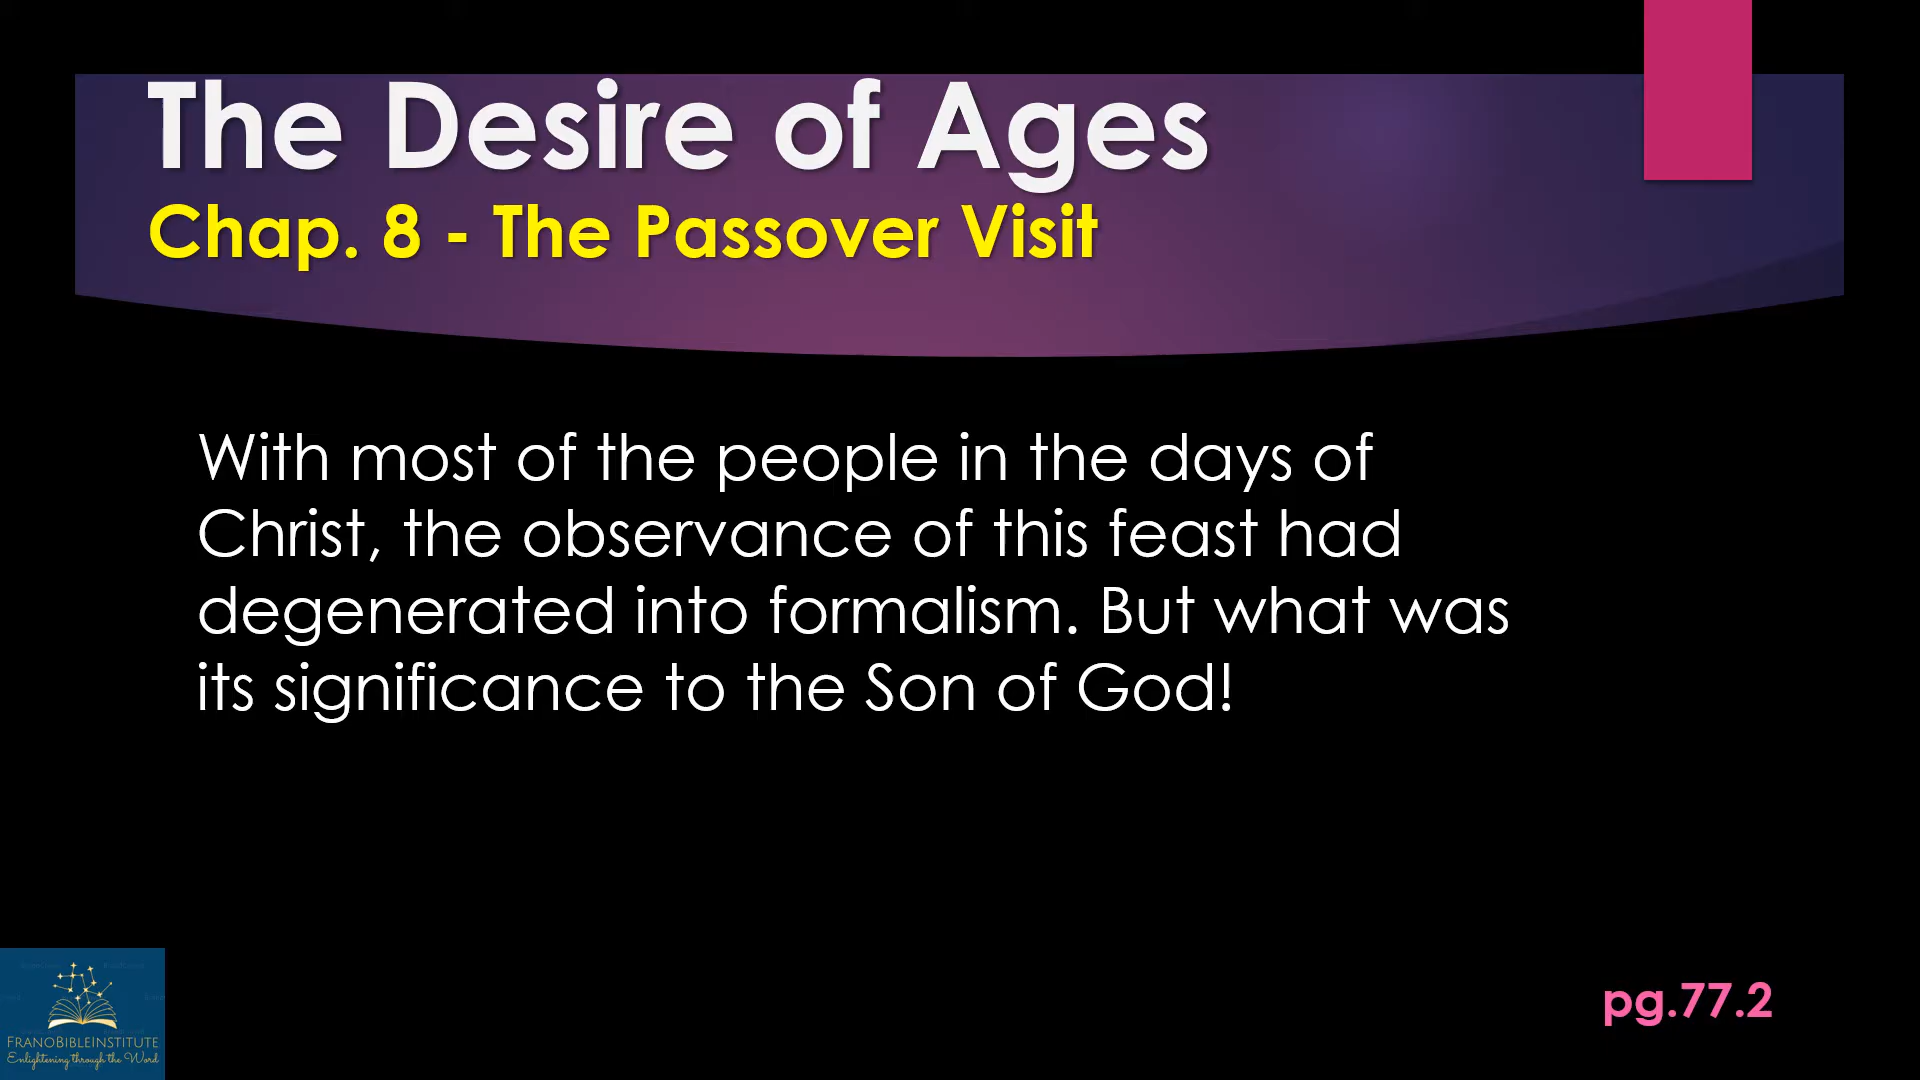 The Desire of Ages
Chap. 8 - The Passover Visit
With most of the people in the days of
Christ, the observance of this feast had
degenerated into formalism. But what was
its significance to the Son of God!
pg.77.2
FranoBibleInstitute
Enlightening through the Word